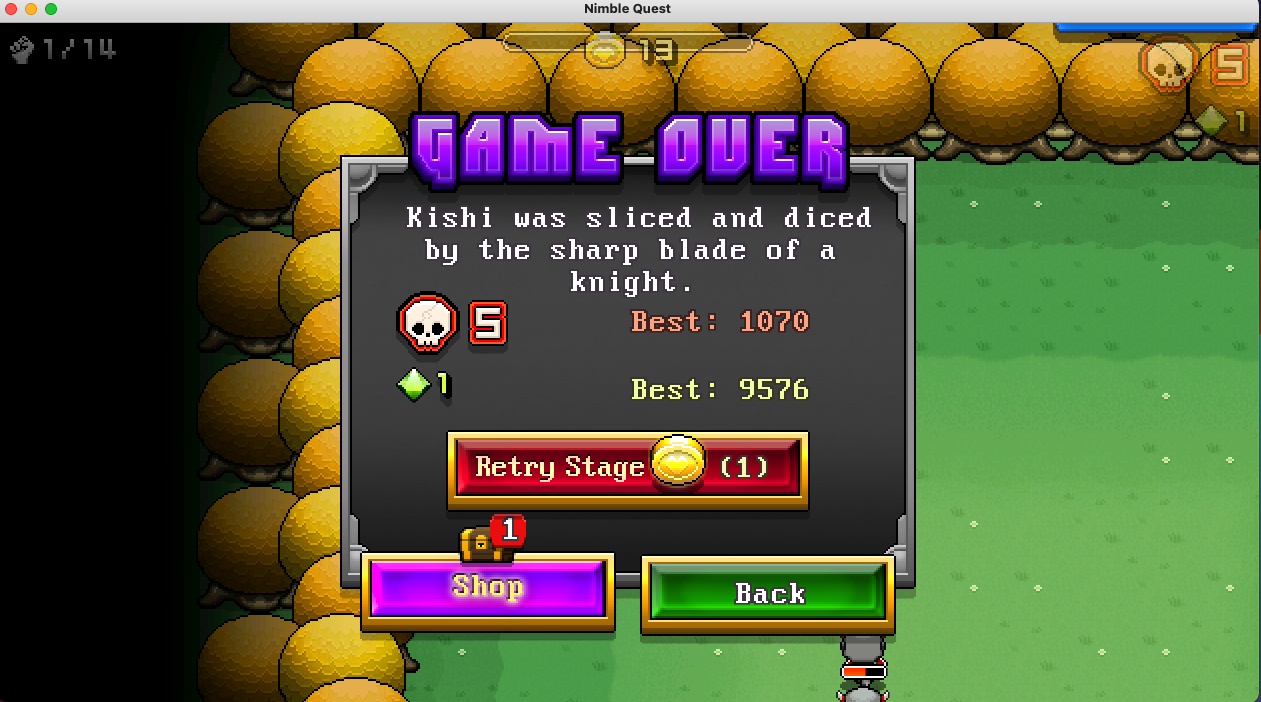 Nimble Quest
1/14
13
5
1
GAME OVER
Kishi was sliced and diced
by the sharp blade of a
knight.
5 Best: 1070
1 Best: 9576
Retry Stage (1)
1
Shop
Back